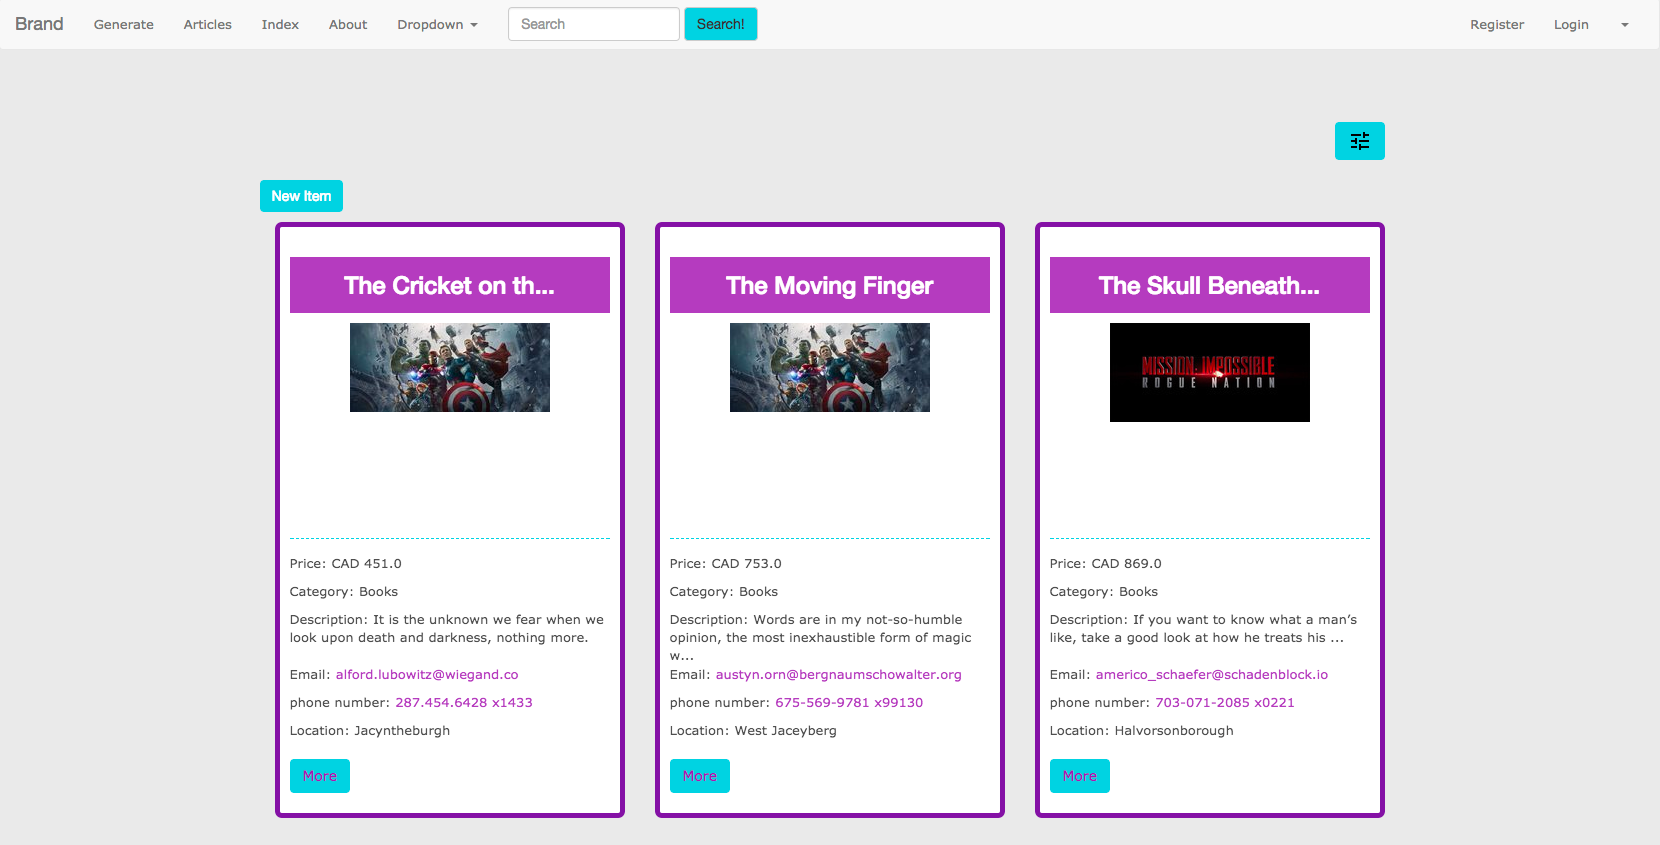 Brand Generate Articles Index About Dropdown Search Search! Register Login
New Item
The Cricket on th...
MISSION: IMPOSSIBLE
ROGUE NATION
Price: CAD 451.0
Category: Books
Description: It is the unknown we fear when we
look upon death and darkness, nothing more.
Email: alford.lubowitz@wiegand.co
phone number: 287.454.6428 x1433
Location: Jacyntheburgh
More
The Moving Finger
Price: CAD 753.0
Category: Books
Description: Words are in my not-so-humble
opinion, the most inexhaustible form of magic
w...
Email: austyn.orn@bergnaumschowalter.org
phone number: 675-569-9781 x99130
Location: West Jaceyberg
More
The Skull Beneath...
Price: CAD 869.0
Category: Books
Description: If you want to know what a man’s
like, take a good look at how he treats his ...
Email: americo_schaefer@schadenblock.io
phone number: 703-071-2085 x0221
Location: Halvorsonborough
More